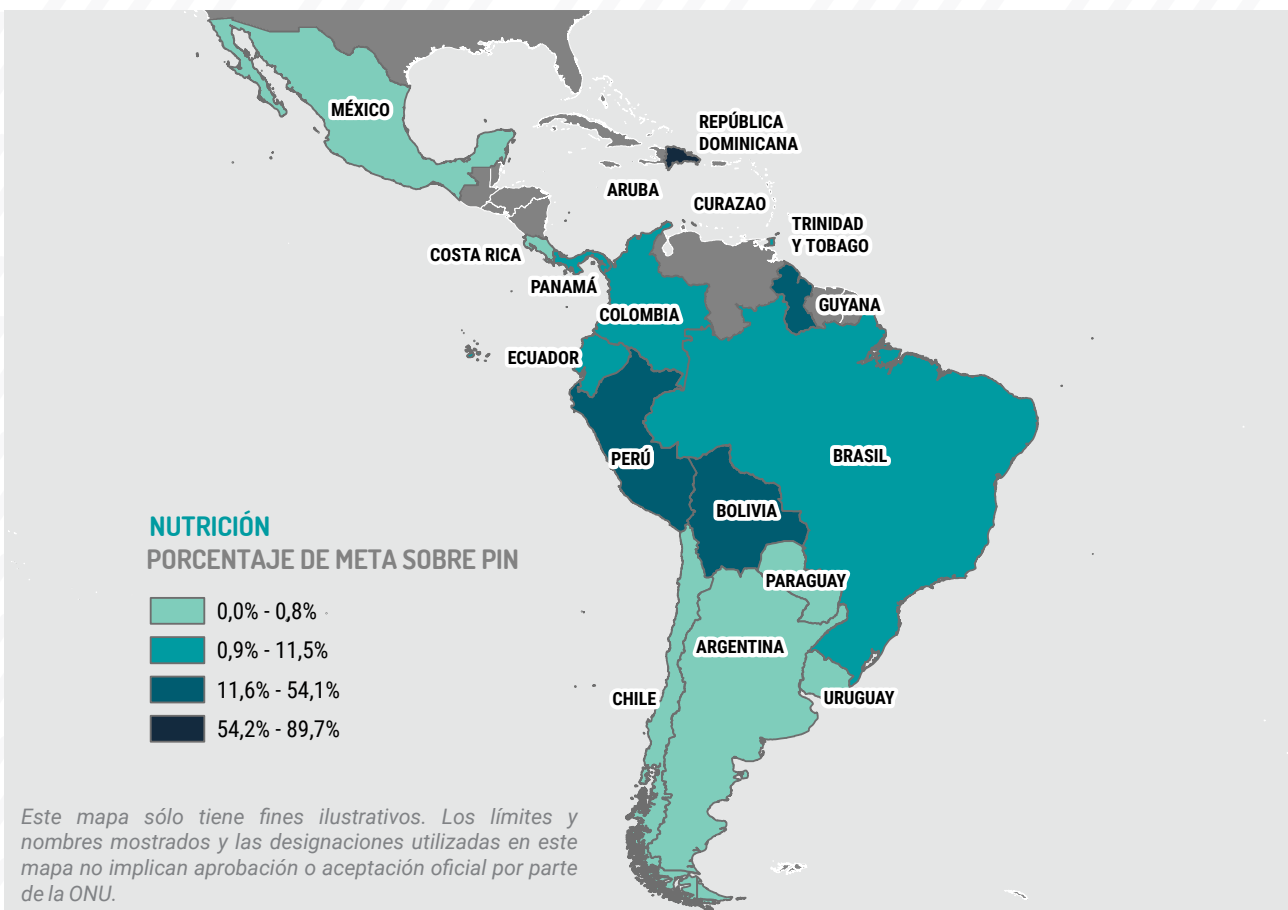 MÉXICO
REPÚBLICA
DOMINICANA
ARUBA
CURAZAO
TRINIDAD
Y TOBAGO
COSTA RICA
PANAMÁ
GUYANA
COLOMBIA
ECUADOR
PERÚ
BRASIL
BOLIVIA
PARAGUAY
ARGENTINA
CHILE
URUGUAY
NUTRICIÓN
PORCENTAJE DE META SOBRE PIN
0,0% - 0,8%
0,9% - 11,5%
11,6% - 54,1%
54,2% - 89,7%
Este mapa sólo tiene fines ilustrativos. Los límites y
nombres mostrados y las designaciones utilizadas en este
mapa no implican aprobación o aceptación oficial por parte
de la ONU.